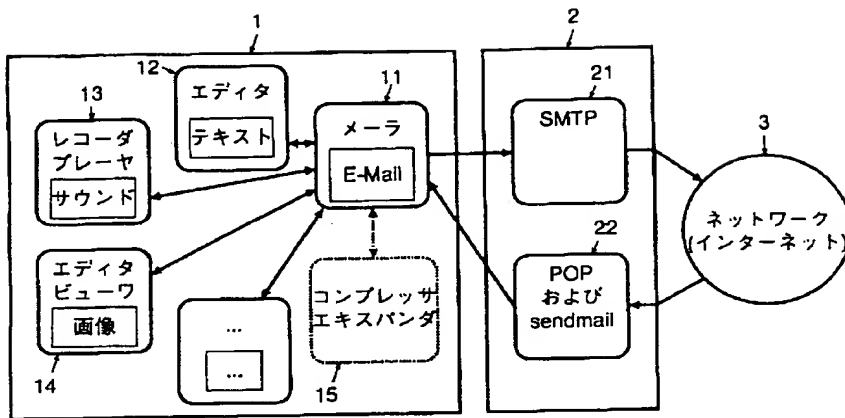 1
2
12
エディタ
テキスト
11
メーラ
E-Mail
21
SMTP
13
レコーダ
プレーヤ
サウンド
3
ネットワーク
(インターネット)
エディタ
ビューワ
画像
14
...
...
コンプレッサ
エキスパンダ
15
22
POP
および
sendmail